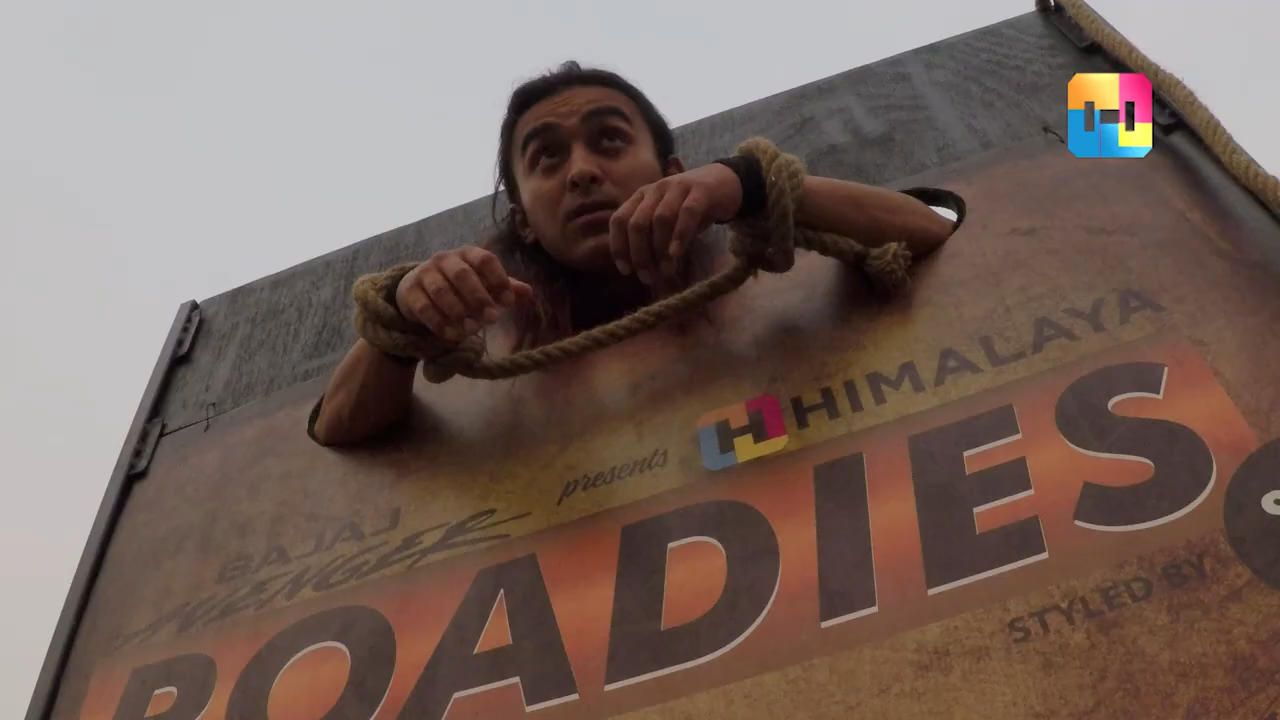 H
BAJAJ
AVENGER
presents
H HIMALAYA
ROADIES
STYLED BY